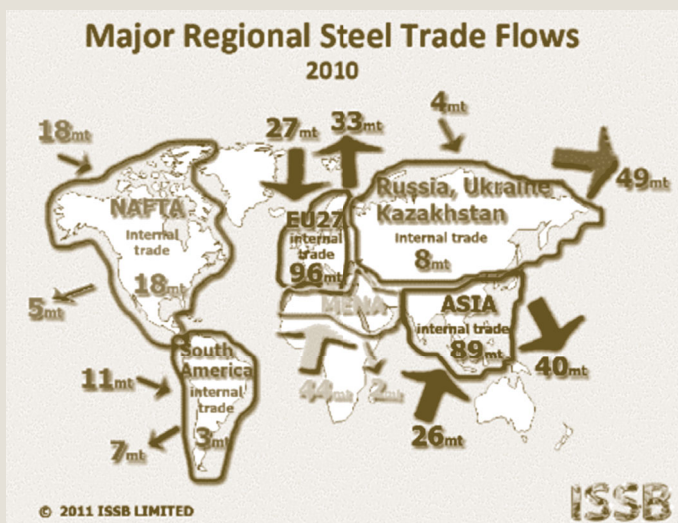 Major Regional Steel Trade Flows
2010
18mt
27mt
33mt
4mt
49mt
NAFTA
internal
trade
18mt
5mt
EU27
internal
trade
96mt
Russia, Ukraine
Kazakhstan
internal trade
8mt
MENA
44mt
2mt
ASIA
internal trade
89mt
40mt
26mt
South
America
internal
trade
3mt
11mt
7mt
© 2011 ISSB LIMITED
ISSB